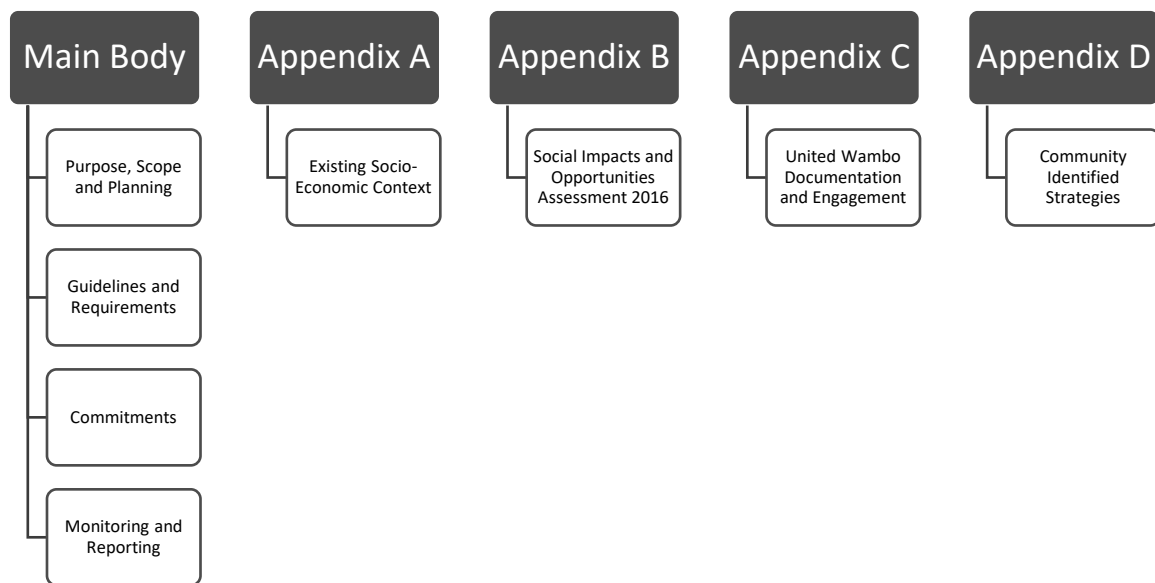 Main Body
Purpose, Scope
and Planning
Guidelines and
Requirements
Commitments
Monitoring and
Reporting
Appendix A
Existing Socio-
Economic Context
Appendix B
Social Impacts and
Opportunities
Assessment 2016
Appendix C
United Wambo
Documentation
and Engagement
Appendix D
Community
Identified
Strategies